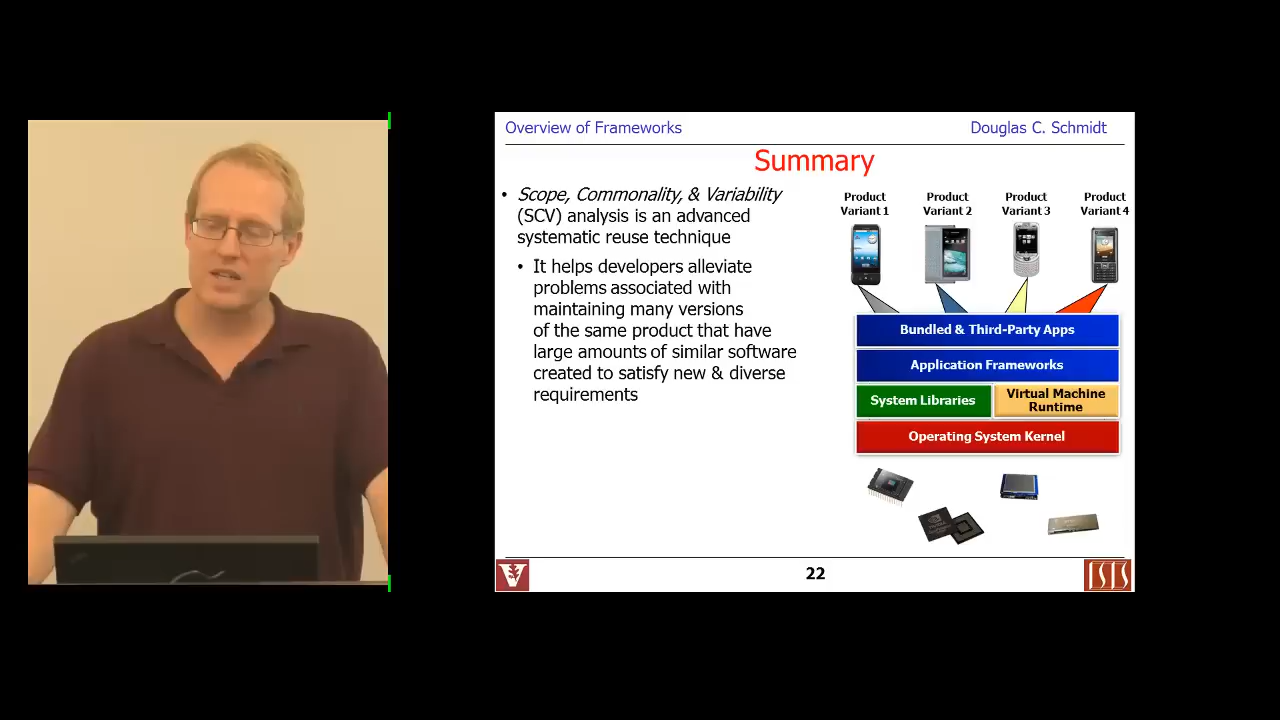 Overview of Frameworks
Douglas C. Schmidt
Summary
• Scope, Commonality, & Variability
(SCV) analysis is an advanced
systematic reuse technique
• It helps developers alleviate
problems associated with
maintaining many versions
of the same product that have
large amounts of similar software
created to satisfy new & diverse
requirements
Product
Variant 1
Product
Variant 2
Product
Variant 3
Product
Variant 4
Bundled & Third-Party Apps
Application Frameworks
System Libraries
Virtual Machine
Runtime
Operating System Kernel
V
22
ISIS